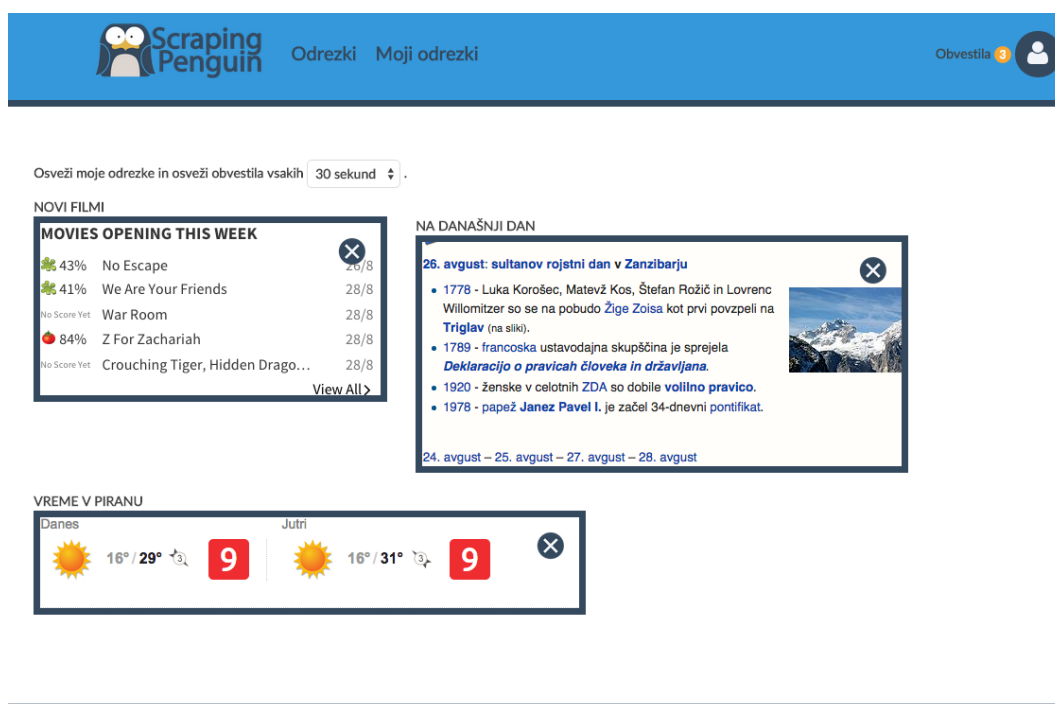 Scraping
Penguin
Odrezki Moji odrezki
Obvestila 3
Osveži moje odrezke in osveži obvestila vsakih 30 sekund .
NOVI FILMI
MOVIES OPENING THIS WEEK
43% No Escape 26/8
41% We Are Your Friends 28/8
No Score Yet War Room 28/8
84% Z For Zachariah 28/8
No Score Yet Crouching Tiger, Hidden Drago... 28/8
View All
NA DANAŠNJI DAN
26. avgust: sultanov rojstni dan v Zanzibarju
1778 - Luka Korošec, Matevž Kos, Štefan Rožič in Lovrenc
Willomitzer so se na pobudo Žige Zoisa kot prvi povzpeli na
Triglav (na sliki).
1789 - francoska ustavodajna skupščina je sprejela
Deklaracijo o pravicah človeka in državljana.
1920 - ženske v celotnih ZDA so dobile volilno pravico.
1978 - papež Janez Pavel I. je začel 34-dnevni pontifikat.
24. avgust – 25. avgust – 27. avgust – 28. avgust
VREME V PIRANU
Danes Jutri
16° / 29° 3 9 16° / 31° 3 9